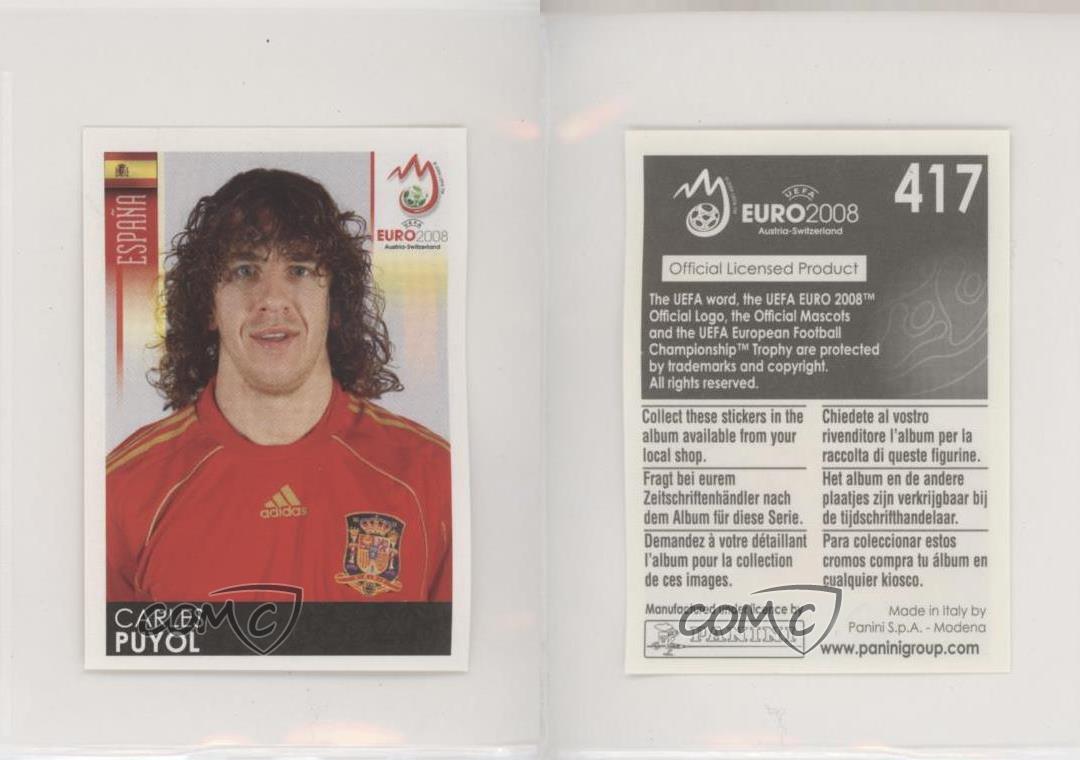 ESPAÑA
UEFA
EURO2008
Austria-Switzerland
adidas
CARLES
PUYOL
COMC
417
UEFA
EURO2008
Austria-Switzerland
Official Licensed Product
The UEFA word, the UEFA EURO 2008™
Official Logo, the Official Mascots
and the UEFA European Football
Championship™ Trophy are protected
by trademarks and copyright.
All rights reserved.
Collect these stickers in the
album available from your
local shop.
Chiedete al vostro
rivenditore l'album per la
raccolta di queste figurine.
Fragt bei eurem
Zeitschriftenhändler nach
dem Album für diese Serie.
Het album en de andere
plaatjes zijn verkrijgbaar bij
de tijdschrifthandelaar.
Demandez à votre détaillant
l'album pour la collection
de ces images.
Para coleccionar estos
cromos compra tu álbum en
cualquier kiosco.
Manufactured under licence by
PANINI
COMC
Made in Italy by
Panini S.p.A. - Modena
www.paninigroup.com